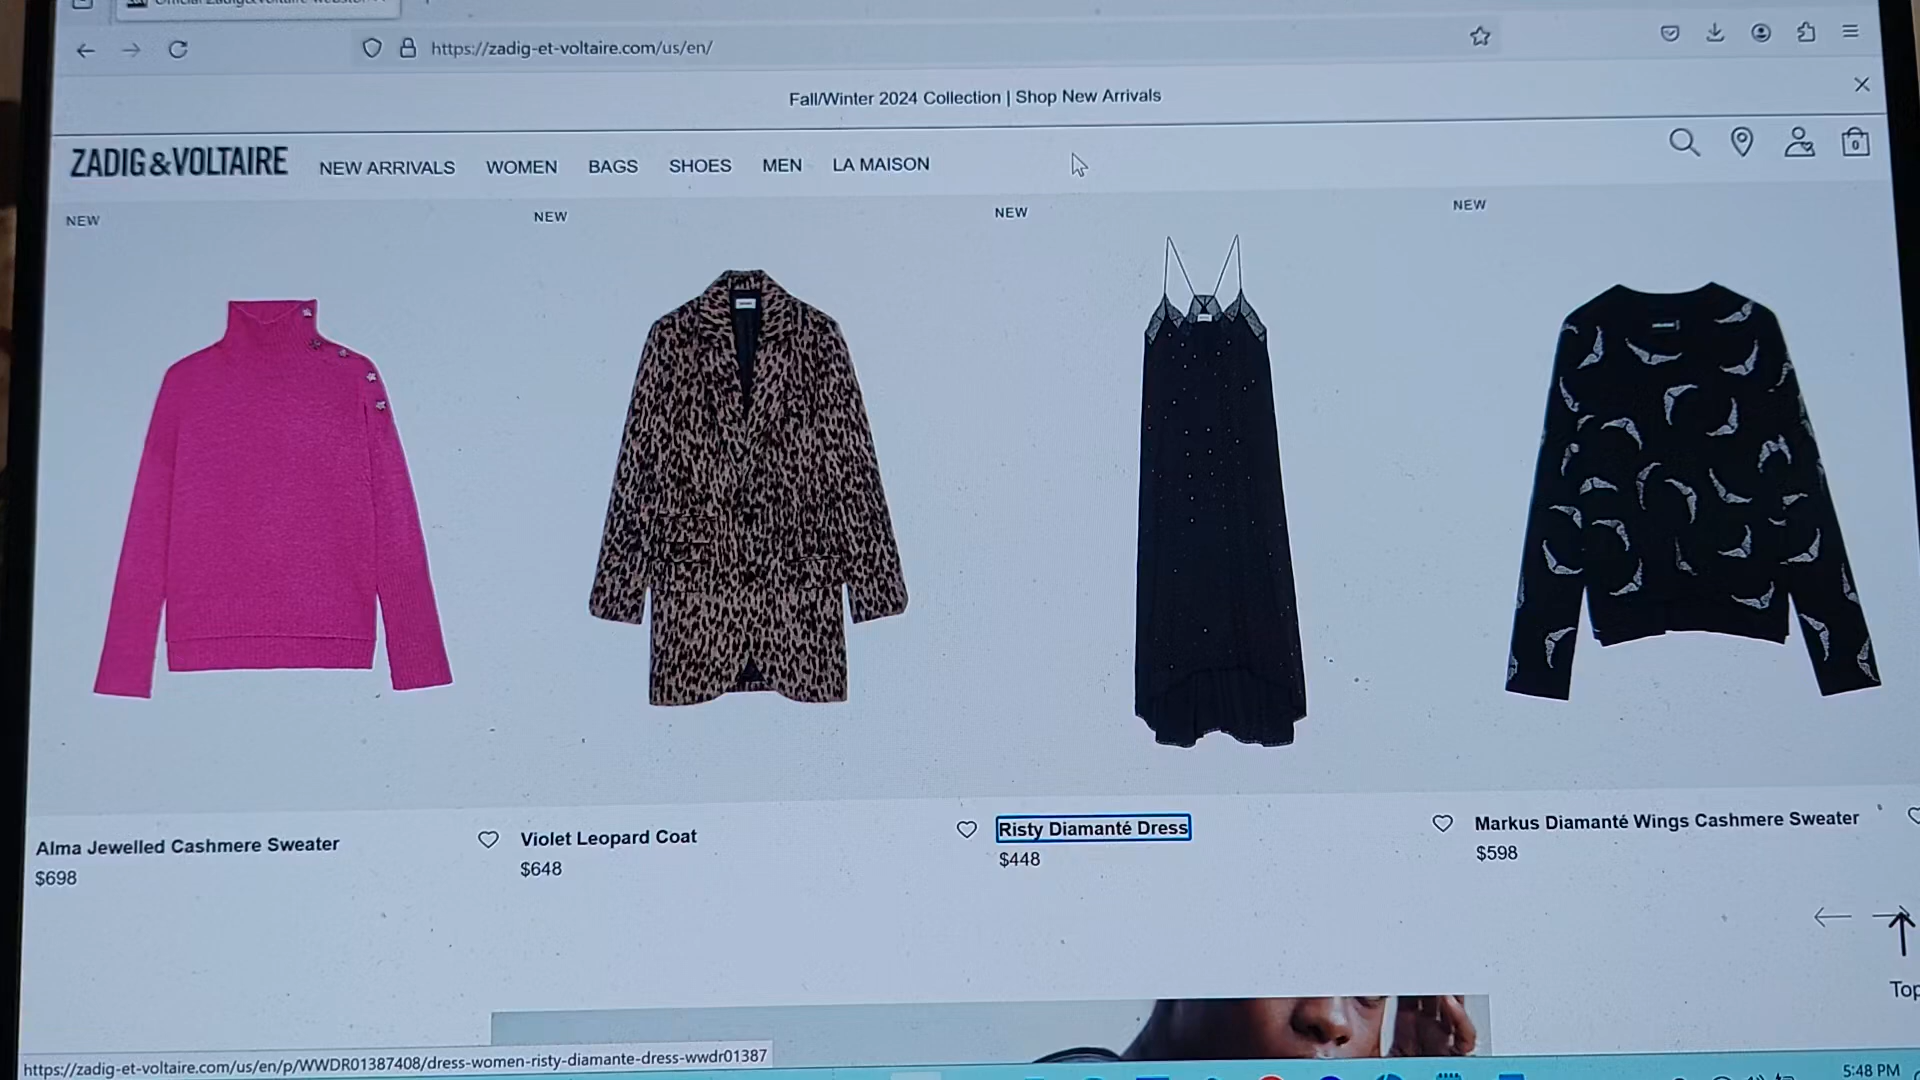 https://zadig-et-voltaire.com/us/en/
Fall/Winter 2024 Collection | Shop New Arrivals
ZADIG&VOLTAIRE NEW ARRIVALS WOMEN BAGS SHOES MEN LA MAISON 0
NEW NEW NEW NEW
Alma Jewelled Cashmere Sweater
$698
Violet Leopard Coat
$648
Risty Diamanté Dress
$448
Markus Diamanté Wings Cashmere Sweater
$598
Top
https://zadig-et-voltaire.com/us/en/p/WWDR01387408/dress-women-risty-diamante-dress-wwdr01387
5:48 PM